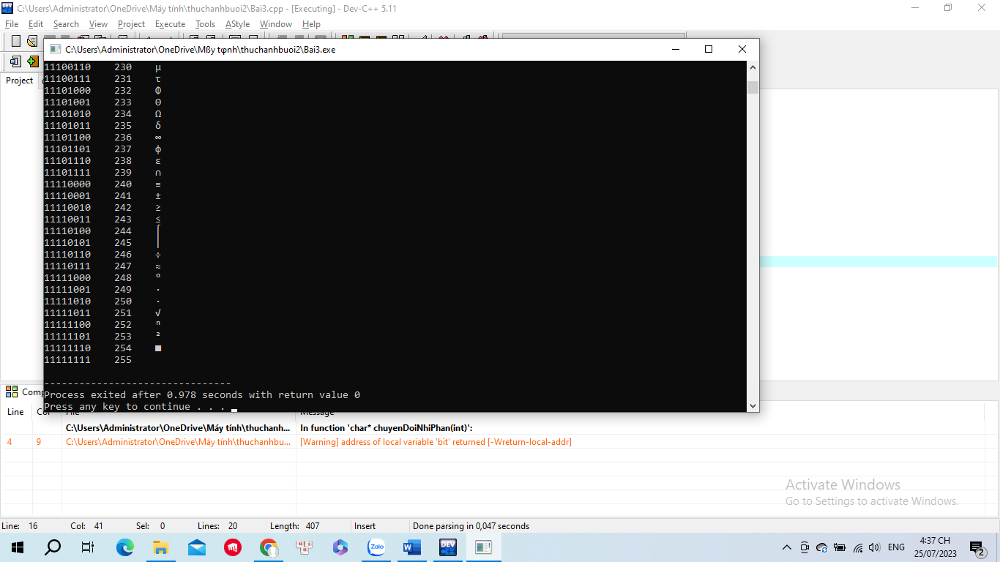 C:\Users\Administrator\OneDrive\Máy tính\thuchanhbuoi2\Bai3.cpp - [Executing] - Dev-C++ 5.11
File Edit Search View Project Execute Tools AStyle Window Help
C:\Users\Administrator\OneDrive\Mßy tφnh\thuchanhbuoi2\Bai3.exe
Project
11100110 230 µ
11100111 231 τ
11101000 232 Φ
11101001 233 Θ
11101010 234 Ω
11101011 235 δ
11101100 236 ∞
11101101 237 φ
11101110 238 ε
11101111 239 ∩
11110000 240 ≡
11110001 241 ±
11110010 242 ≥
11110011 243 ≤
11110100 244 ⌠
11110101 245 ⌡
11110110 246 ÷
11110111 247 ≈
11111000 248 °
11111001 249 ∙
11111010 250 ·
11111011 251 √
11111100 252 ⁿ
11111101 253 ²
11111110 254 ■
11111111 255
--------------------------------
Process exited after 0.978 seconds with return value 0
Press any key to continue . . .
Line Message
C:\Users\Administrator\OneDrive\Máy tính\thuchanh... In function 'char* chuyenDoiNhiPhan(int)':
4 9 C:\Users\Administrator\OneDrive\Máy tính\thuchanhbu... [Warning] address of local variable 'bit' returned [-Wreturn-local-addr]
Activate Windows
Go to Settings to activate Windows.
Line: 16 Col: 41 Sel: 0 Lines: 20 Length: 407 Insert Done parsing in 0,047 seconds
Zalo
DEV
ENG
4:37 CH
25/07/2023
2